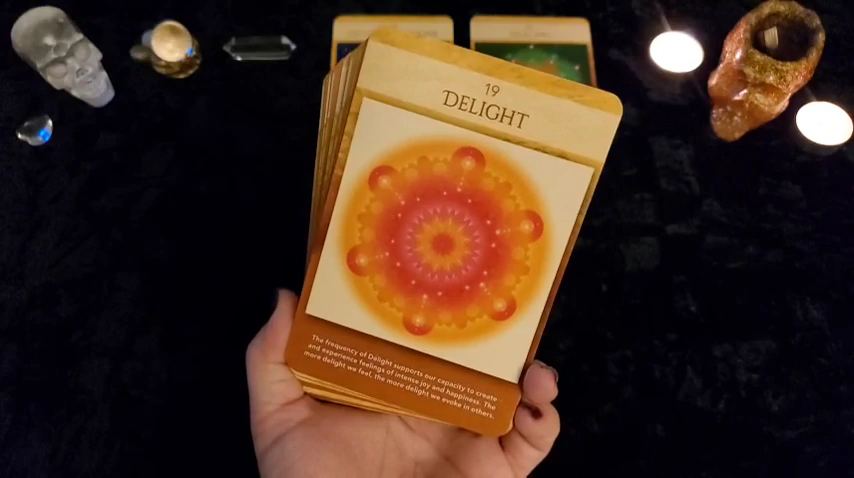 19
DELIGHT
The frequency of Delight supports our capacity to create
and experience feelings of intense joy and happiness. The
more delight we feel, the more delight we evoke in others.